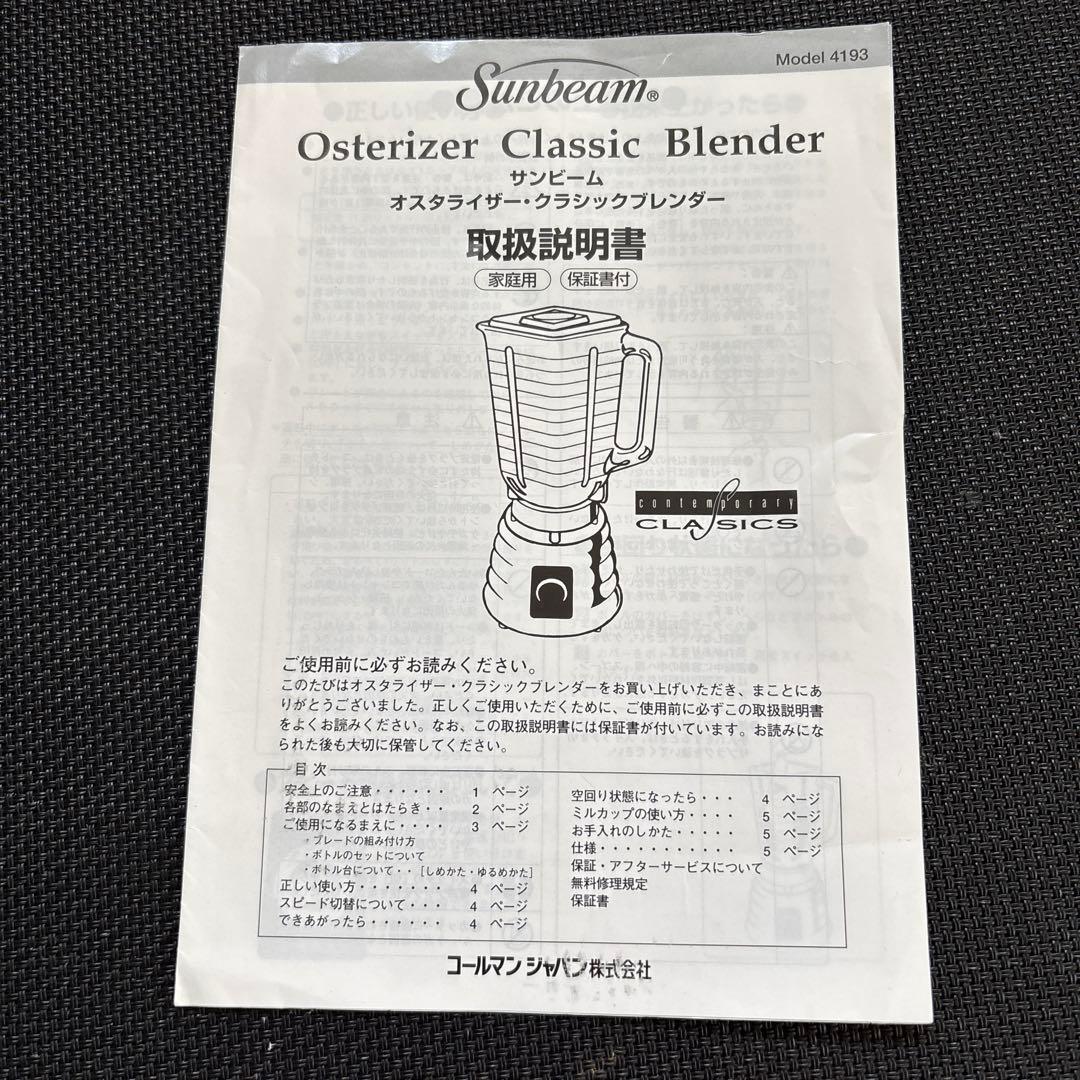 Model 4193
Sunbeam®
Osterizer Classic Blender
サンビーム
オスタライザー・クラシックブレンダー
取扱説明書
家庭用 保証書付
contemporary
CLASSICS
ご使用前に必ずお読みください。
このたびはオスタライザー・クラシックブレンダーをお買い上げいただき、まことにあ
りがとうございました。正しくご使用いただくために、ご使用前に必ずこの取扱説明書
をよくお読みください。なお、この取扱説明書には保証書が付いています。お読みにな
られた後も大切に保管してください。
目次
安全上のご注意・・・・・・ 1 ページ
各部のなまえとはたらき・・ 2 ページ
ご使用になるまえに・・・・ 3 ページ
・ブレードの組み付け方
・ボトルのセットについて
・ボトル台について・・[しめかた・ゆるめかた]
正しい使い方・・・・・・・ 4 ページ
スピード切替について・・・ 4 ページ
できあがったら・・・・・・ 4 ページ
空回り状態になったら・・・ 4 ページ
ミルカップの使い方・・・・ 5 ページ
お手入れのしかた・・・・・ 5 ページ
仕様・・・・・・・・・・・ 5 ページ
保証・アフターサービスについて
無料修理規定
保証書
コールマン ジャパン株式会社